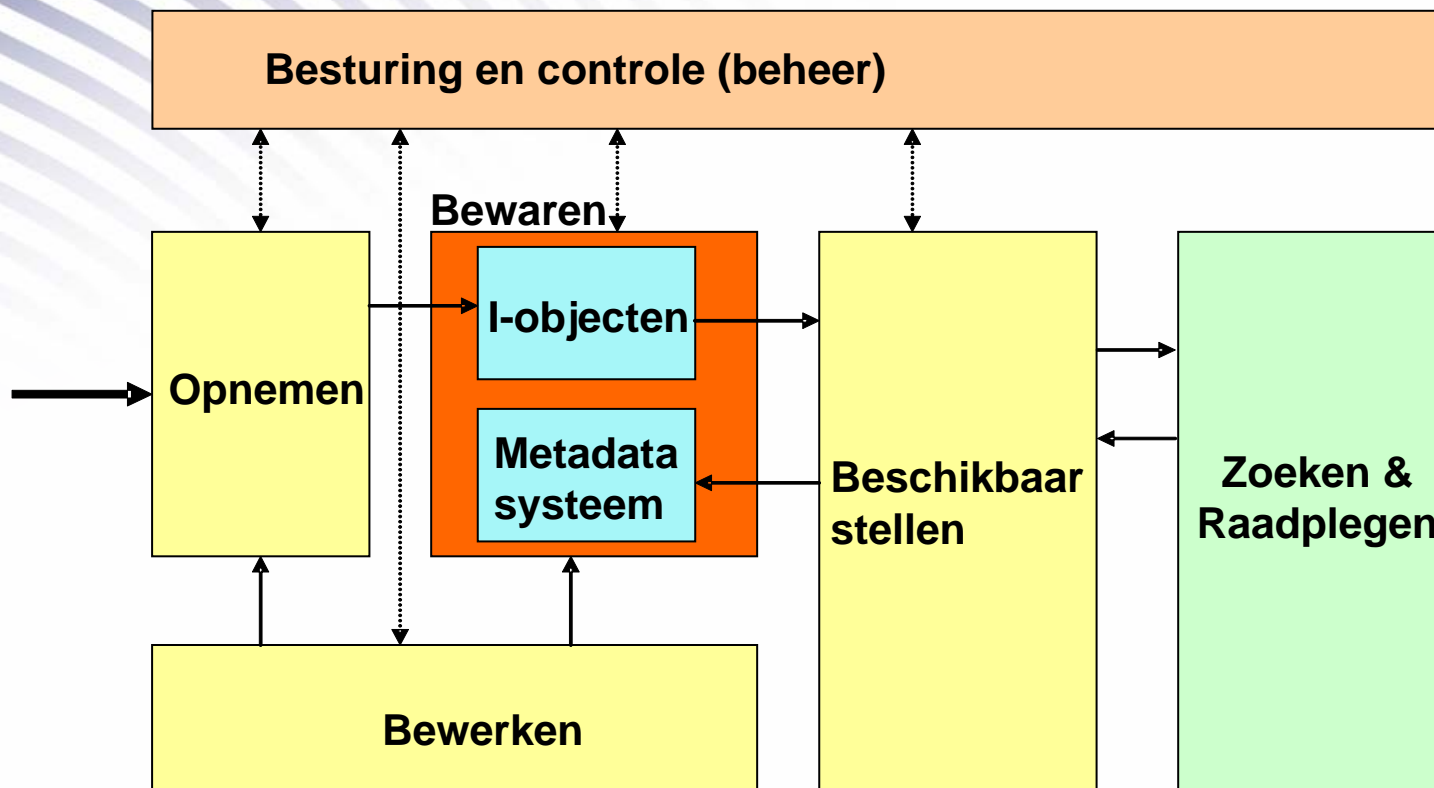 Besturing en controle (beheer)
Bewaren
Opnemen
I-objecten
Metadata
systeem
Beschikbaar
stellen
Zoeken &
Raadplegen
Bewerken